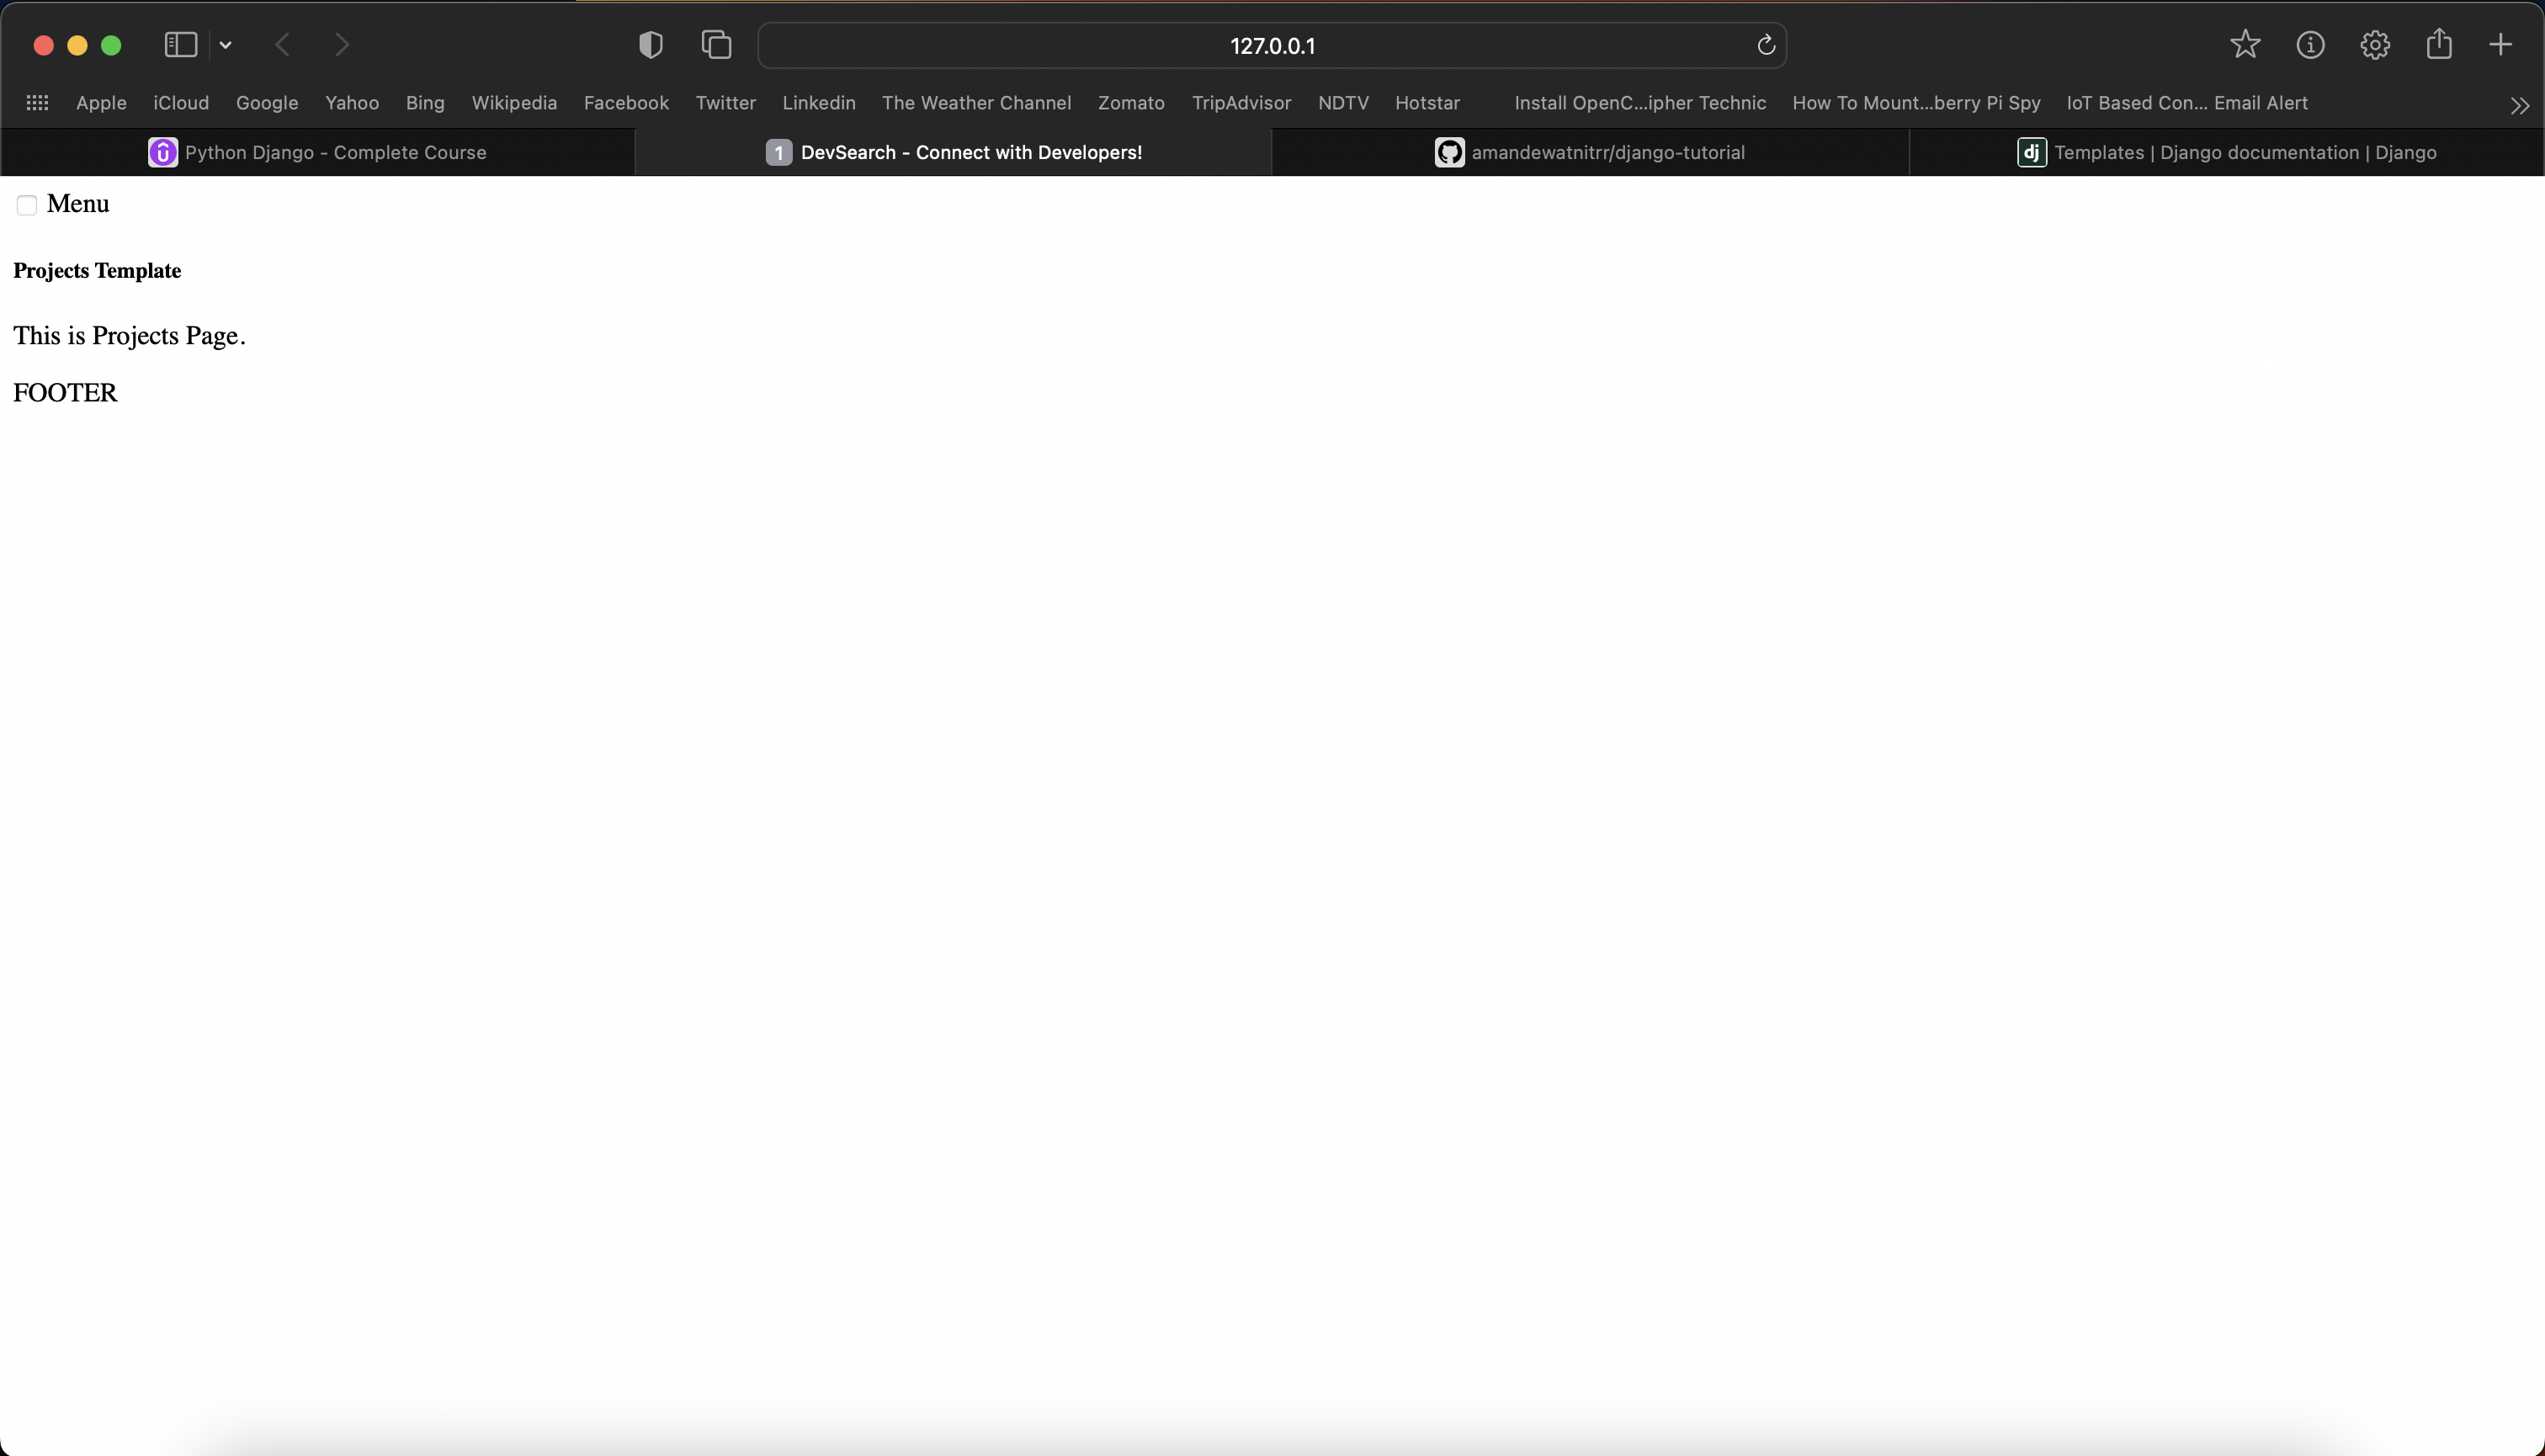 127.0.0.1
Apple iCloud Google Yahoo Bing Wikipedia Facebook Twitter Linkedin The Weather Channel Zomato TripAdvisor NDTV Hotstar Install OpenC...ipher Technic How To Mount...berry Pi Spy IoT Based Con... Email Alert
Python Django - Complete Course 1 DevSearch - Connect with Developers! amandewatnitrr/django-tutorial dj Templates | Django documentation | Django
Menu
Projects Template
This is Projects Page.
FOOTER